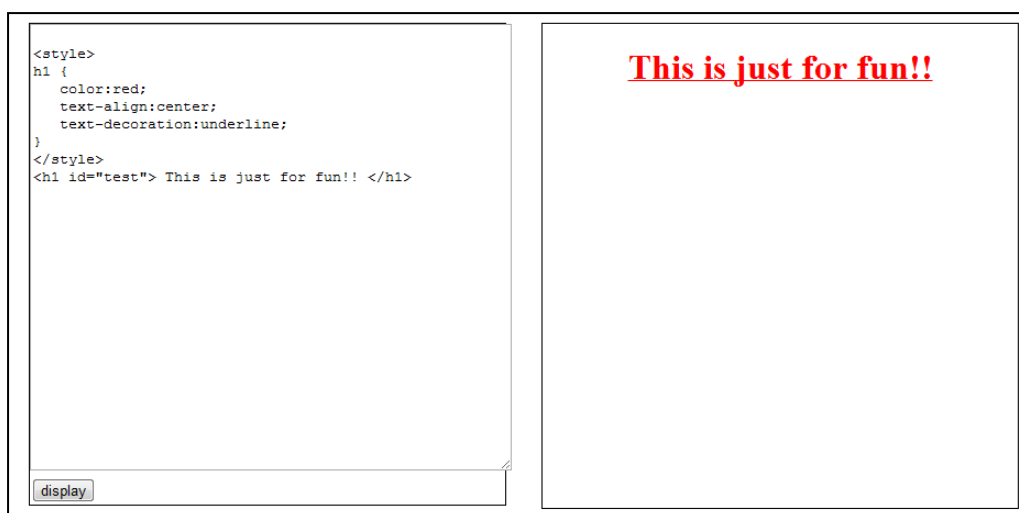 <style>
h1 {
   color:red;
   text-align:center;
   text-decoration:underline;
}
</style>
<h1 id="test"> This is just for fun!! </h1>
display
This is just for fun!!